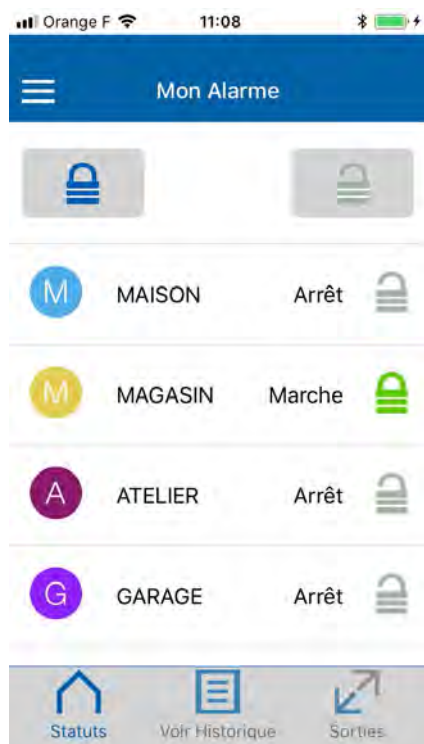 Orange F 11:08
Mon Alarme
M MAISON Arrêt
M MAGASIN Marche
A ATELIER Arrêt
G GARAGE Arrêt
Statuts Voir Historique Sorties